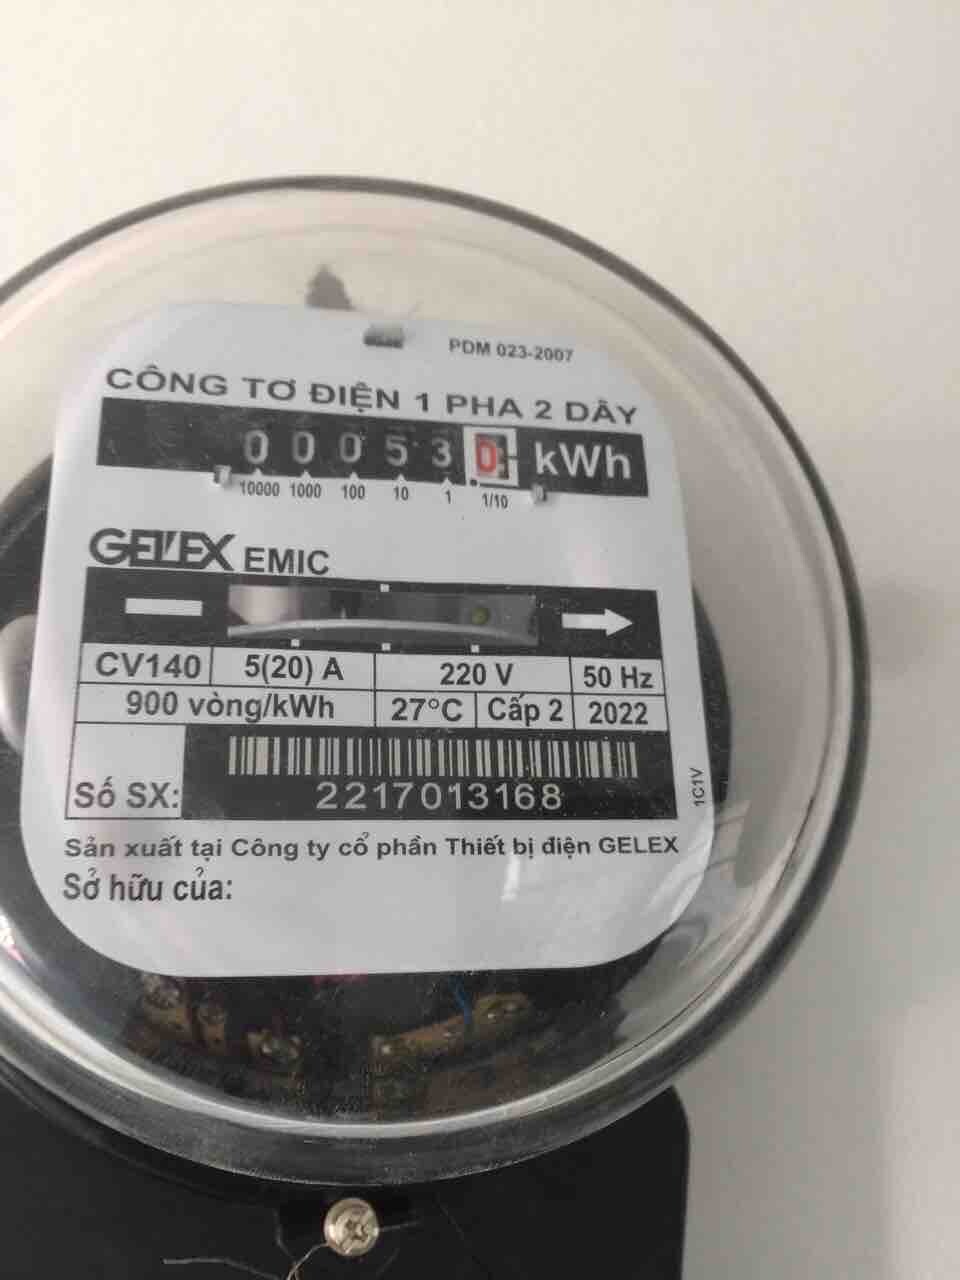 PDM 023-2007
CÔNG TƠ ĐIỆN 1 PHA 2 DÂY
0 0 0 5 3 0 kWh
10000 1000 100 10 1 1/10
GELEX EMIC
CV140 5(20) A 220 V 50 Hz
900 vòng/kWh 27°C Cấp 2 2022
Số SX: 2217013168
1C1V
Sản xuất tại Công ty cổ phần Thiết bị điện GELEX
Sở hữu của: